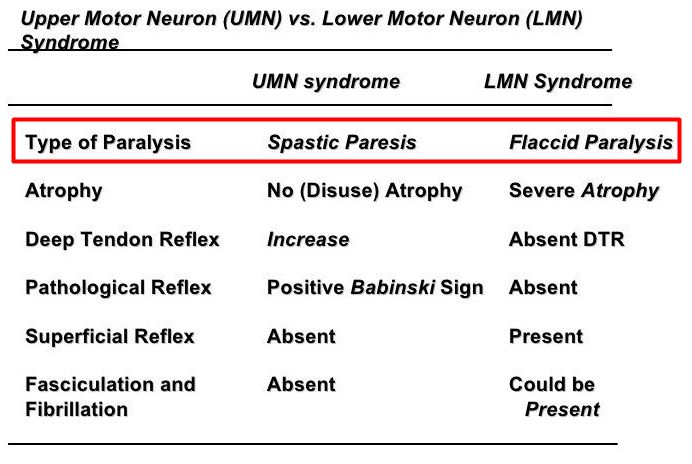 Upper Motor Neuron (UMN) vs. Lower Motor Neuron (LMN)
Syndrome
UMN syndrome LMN Syndrome
Type of Paralysis Spastic Paresis Flaccid Paralysis
Atrophy No (Disuse) Atrophy Severe Atrophy
Deep Tendon Reflex Increase Absent DTR
Pathological Reflex Positive Babinski Sign Absent
Superficial Reflex Absent Present
Fasciculation and Absent Could be
Fibrillation Present